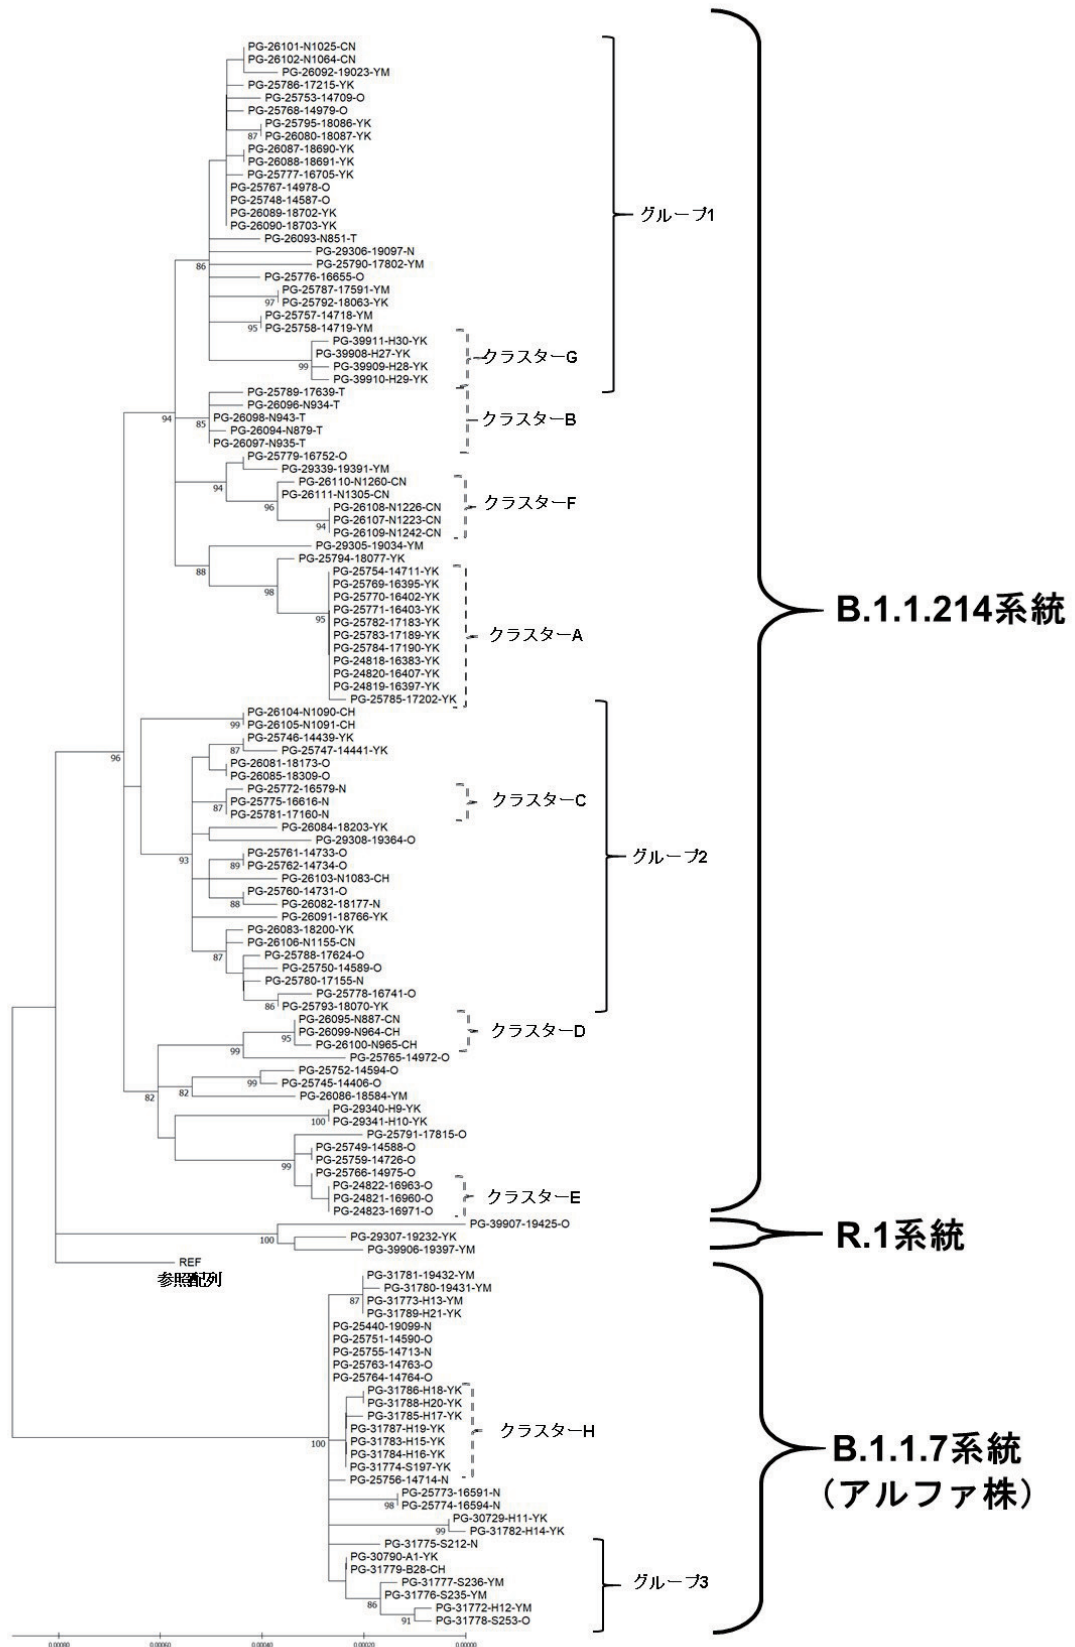 PG-26101-N1025-CN
PG-26102-N1064-CN
PG-26092-19023-YM
PG-25786-17215-YK
PG-25753-14709-O
PG-25768-14979-O
PG-25795-18086-YK
87
PG-26080-18087-YK
PG-26087-18690-YK
PG-26088-18691-YK
PG-25777-16705-YK
PG-25767-14978-O
PG-25748-14587-O
PG-26089-18702-YK
グループ1
PG-26090-18703-YK
PG-26093-N851-T
PG-29306-19097-N
86
PG-25790-17802-YM
PG-25776-16655-O
PG-25787-17591-YM
97
PG-25792-18063-YK
PG-25757-14718-YM
95
PG-25758-14719-YM
PG-39911-H30-YK
PG-39908-H27-YK
クラスターG
99
PG-39909-H28-YK
PG-39910-H29-YK
PG-25789-17639-T
PG-26096-N934-T
94
85
PG-26098-N943-T
クラスターB
PG-26094-N879-T
PG-26097-N935-T
PG-25779-16752-O
PG-29339-19391-YM
94
PG-26110-N1260-CN
PG-26111-N1305-CN
クラスターF
96
PG-26108-N1226-CN
PG-26107-N1223-CN
94
PG-26109-N1242-CN
PG-29305-19034-YM
88
PG-25794-18077-YK
PG-25754-14711-YK
PG-25769-16395-YK
98
PG-25770-16402-YK
PG-25771-16403-YK
B.1.1.214系統
95
PG-25782-17183-YK
PG-25783-17189-YK
クラスターA
PG-25784-17190-YK
PG-24818-16383-YK
PG-24820-16407-YK
PG-24819-16397-YK
PG-25785-17202-YK
PG-26104-N1090-CH
99
PG-26105-N1091-CH
PG-25746-14439-YK
96
87
PG-25747-14441-YK
PG-26081-18173-O
PG-26085-18309-O
PG-25772-16579-N
87
PG-25775-16616-N
クラスターC
PG-25781-17160-N
PG-26084-18203-YK
PG-29308-19364-O
93
PG-25761-14733-O
グループ2
89
PG-25762-14734-O
PG-26103-N1083-CH
PG-25760-14731-O
88
PG-26082-18177-N
PG-26091-18766-YK
PG-26083-18200-YK
PG-26106-N1155-CN
87
PG-25788-17624-O
PG-25750-14589-O
PG-25780-17155-N
PG-25778-16741-O
86
PG-25793-18070-YK
PG-26095-N887-CN
95
PG-26099-N964-CH
クラスターD
99
PG-26100-N965-CH
PG-25765-14972-O
PG-25752-14594-O
99
PG-25745-14406-O
82
82
PG-26086-18584-YM
PG-29340-H9-YK
100
PG-29341-H10-YK
PG-25791-17815-O
PG-25749-14588-O
99
PG-25759-14726-O
PG-25766-14975-O
PG-24822-16963-O
PG-24821-16960-O
クラスターE
PG-24823-16971-O
PG-39907-19425-O
100
PG-29307-19232-YK
R.1系統
PG-39906-19397-YM
REF
参照配列
PG-31781-19432-YM
PG-31780-19431-YM
87
PG-31773-H13-YM
PG-31789-H21-YK
PG-25440-19099-N
PG-25751-14590-O
PG-25755-14713-N
PG-25763-14763-O
PG-25764-14764-O
PG-31786-H18-YK
PG-31788-H20-YK
PG-31785-H17-YK
PG-31787-H19-YK
クラスターH
100
PG-31783-H15-YK
PG-31784-H16-YK
B.1.1.7系統
PG-31774-S197-YK
PG-25756-14714-N
（アルファ株）
PG-25773-16591-N
98
PG-25774-16594-N
PG-30729-H11-YK
99
PG-31782-H14-YK
PG-31775-S212-N
PG-30790-A1-YK
PG-31779-B28-CH
PG-31777-S236-YM
グループ3
86
PG-31776-S235-YM
PG-31772-H12-YM
91
PG-31778-S253-O
0.00080
0.00060
0.00040
0.00020
0.00000